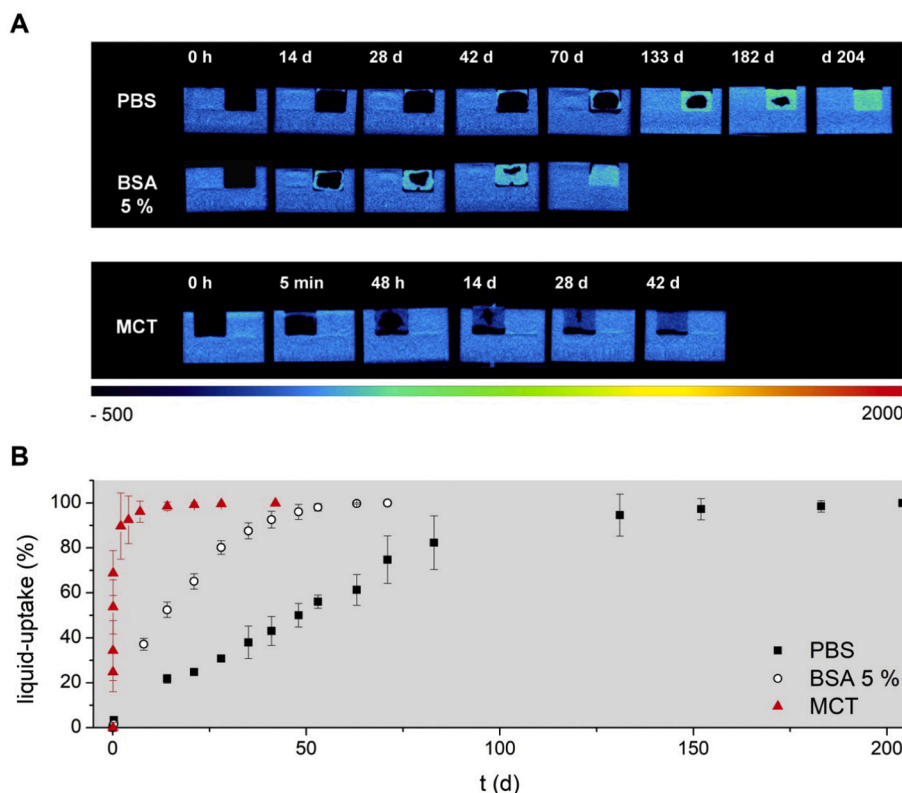 A
0 h 14 d 28 d 42 d 70 d 133 d 182 d d 204
PBS
BSA
5 %
0 h 5 min 48 h 14 d 28 d 42 d
MCT
- 500 2000
B
100
80
60
40
20
0
liquid-uptake (%)
PBS
BSA 5 %
MCT
0 50 100 150 200
t (d)